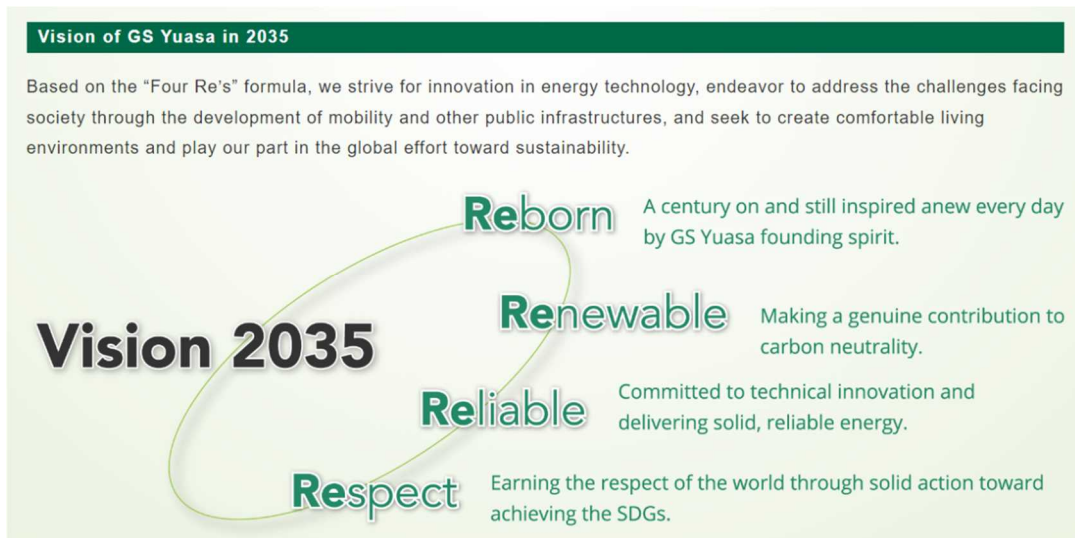 Vision of GS Yuasa in 2035
Based on the “Four Re’s” formula, we strive for innovation in energy technology, endeavor to address the challenges facing
society through the development of mobility and other public infrastructures, and seek to create comfortable living
environments and play our part in the global effort toward sustainability.
Vision 2035
Reborn
A century on and still inspired anew every day
by GS Yuasa founding spirit.
Renewable
Making a genuine contribution to
carbon neutrality.
Reliable
Committed to technical innovation and
delivering solid, reliable energy.
Respect
Earning the respect of the world through solid action toward
achieving the SDGs.